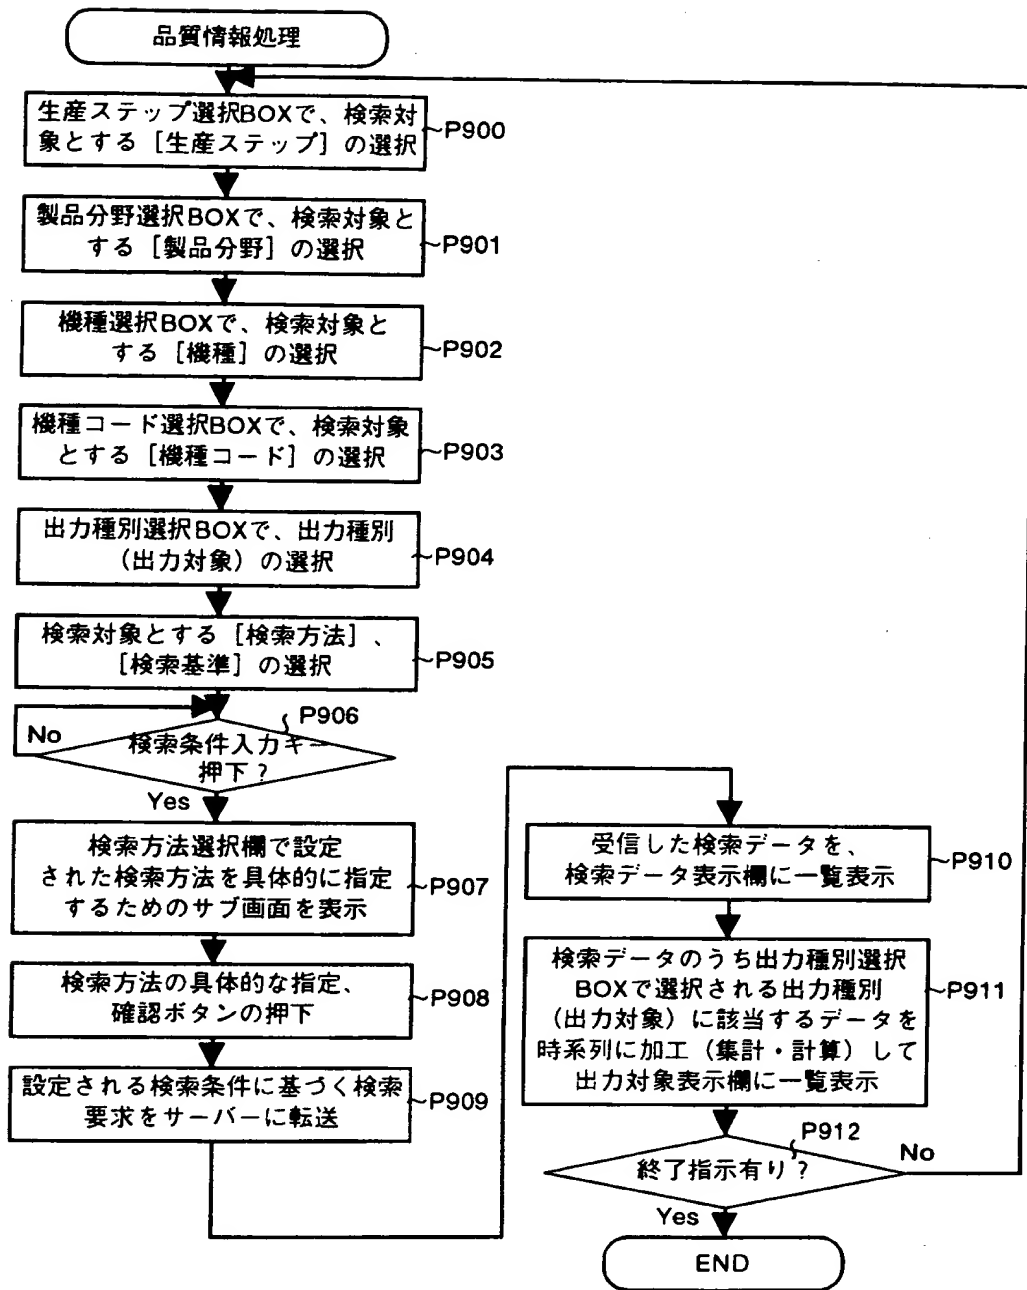 品質情報処理
生産ステップ選択BOXで、検索対
象とする［生産ステップ］の選択
~P900
製品分野選択BOXで、検索対象と
する［製品分野］の選択
~P901
機種選択BOXで、検索対象と
する［機種］の選択
~P902
機種コード選択BOXで、検索対象
とする［機種コード］の選択
~P903
出力種別選択BOXで、出力種別
（出力対象）の選択
~P904
検索対象とする［検索方法］、
［検索基準］の選択
~P905
P906
No
検索条件入力キー
押下？
Yes
検索方法選択欄で設定
された検索方法を具体的に指定
するためのサブ画面を表示
~P907
検索方法の具体的な指定、
確認ボタンの押下
~P908
設定される検索条件に基づく検索
要求をサーバーに転送
~P909
受信した検索データを、
検索データ表示欄に一覧表示
~P910
検索データのうち出力種別選択
BOXで選択される出力種別
（出力対象）に該当するデータを
時系列に加工（集計・計算）して
出力対象表示欄に一覧表示
~P911
P912
終了指示有り？
No
Yes
END